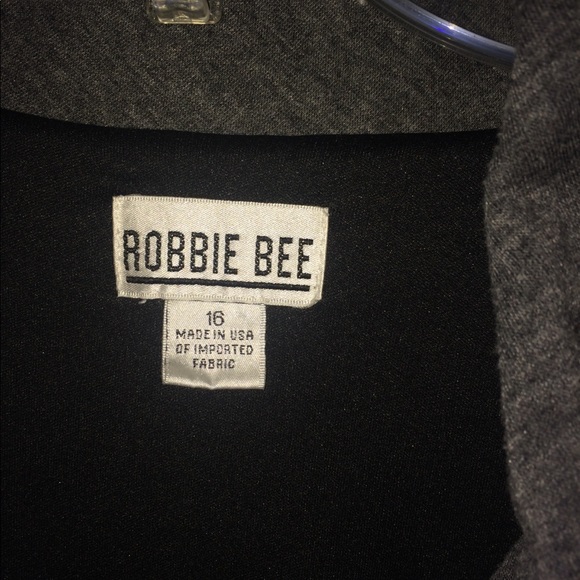 ROBBIE BEE
16
MADE IN USA
OF IMPORTED
FABRIC